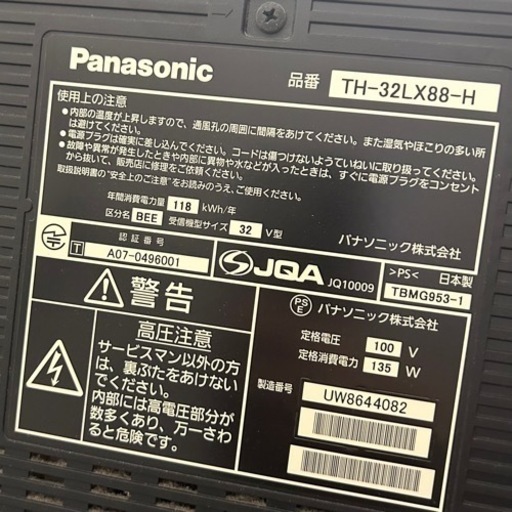 Panasonic
品番 TH-32LX88-H
使用上の注意
●内部の温度が上昇しますので、通風孔の周囲に間隔をあけてください。また湿気やほこりの多い所
は避けてください。
●電源プラグは確実に差し込んでください。コードは傷つけないようていねいに取り扱ってください。
●故障や異常が発生したときや内部に異物や水などが入ったときは、すぐに電源プラグをコンセント
から抜いて、販売店に修理をご依頼ください。
取扱説明書の"安全上のご注意"をお読みのうえ、ご使用ください。
年間消費電力量 118 kWh/年
区分名 BEE 受信機型サイズ 32 V型
パナソニック株式会社
認証番号
T A07-0496001
JQA JQ10009
>PS< 日本製
TBMG953-1
警告
高圧注意
サービスマン以外の方
は、裏ぶたをあけない
でください。
内部には高電圧部分が
数多くあり、万一さわ
ると危険です。
PS
E
パナソニック株式会社
定格電圧 100 V
定格消費電力 135 W
製造番号
UW8644082